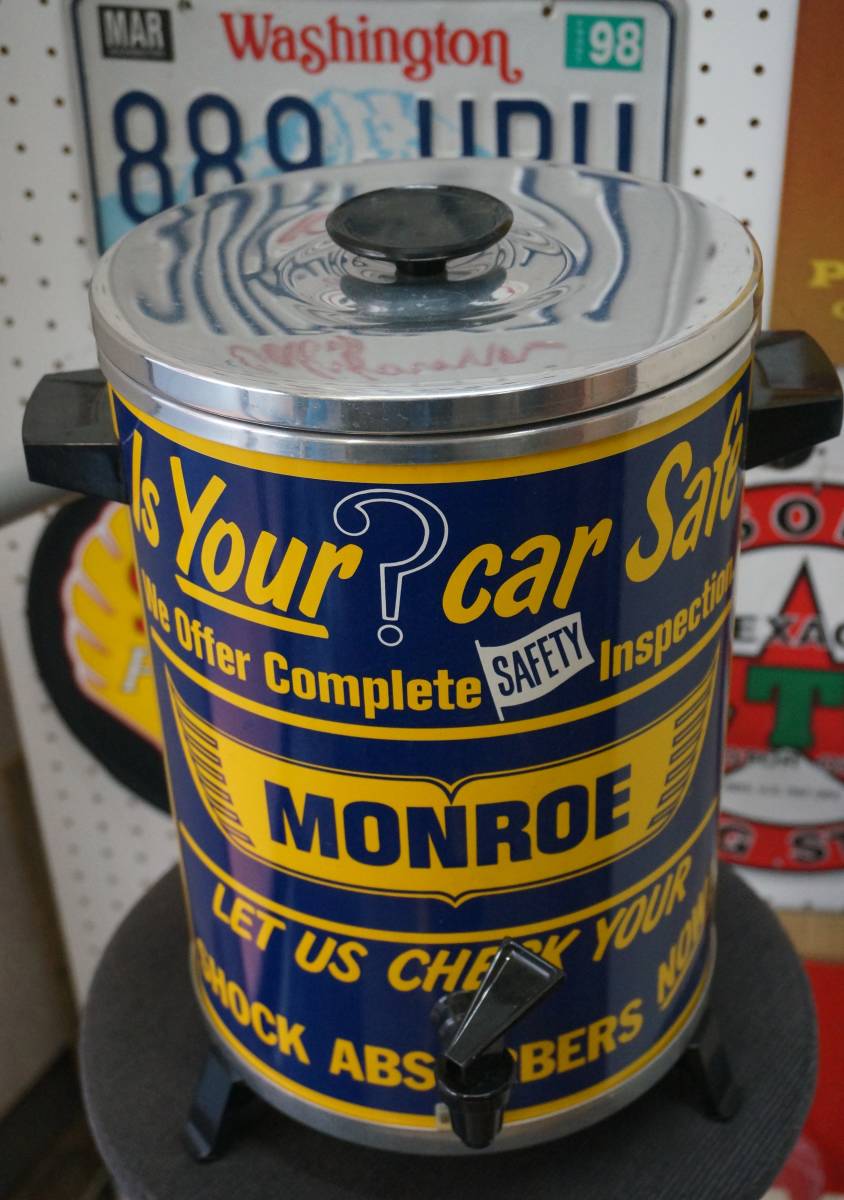 MAR Washington 98
889
Is Your ? car Safe
We Offer Complete SAFETY Inspection
MONROE
LET US CHECK YOUR
SHOCK ABSORBERS NOW